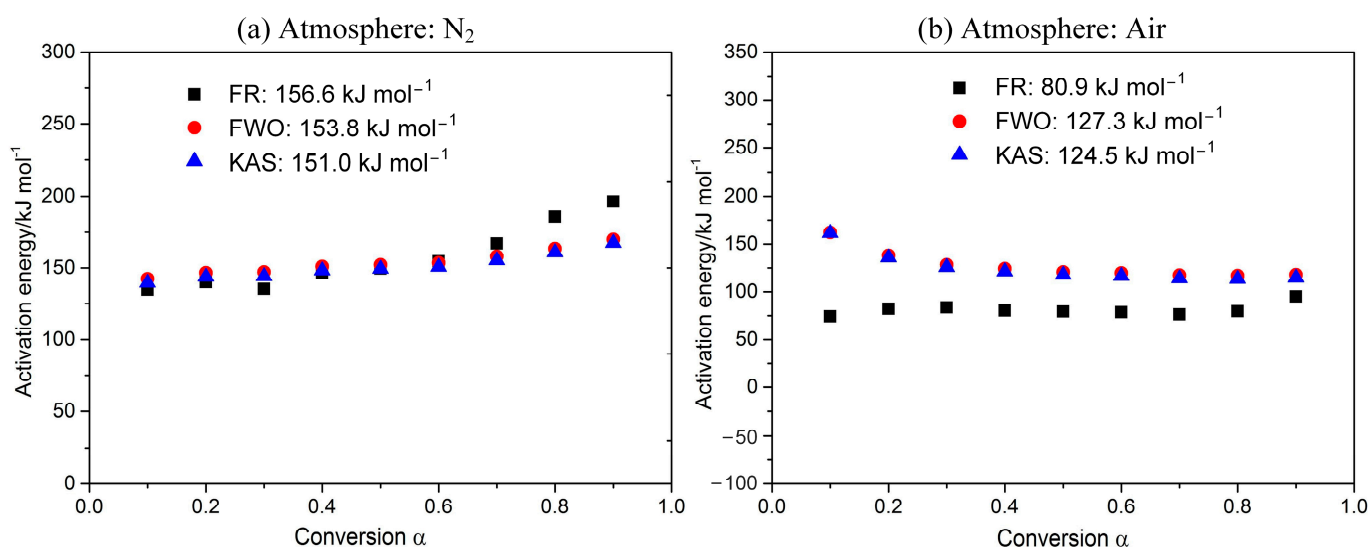 (a) Atmosphere: N₂
300
250
200
150
100
50
0
0.0 0.2 0.4 0.6 0.8 1.0
Activation energy/kJ mol⁻¹
Conversion α
FR: 156.6 kJ mol⁻¹
FWO: 153.8 kJ mol⁻¹
KAS: 151.0 kJ mol⁻¹
(b) Atmosphere: Air
350
300
250
200
150
100
50
0
−50
−100
0.0 0.2 0.4 0.6 0.8 1.0
Activation energy/kJ mol⁻¹
Conversion α
FR: 80.9 kJ mol⁻¹
FWO: 127.3 kJ mol⁻¹
KAS: 124.5 kJ mol⁻¹